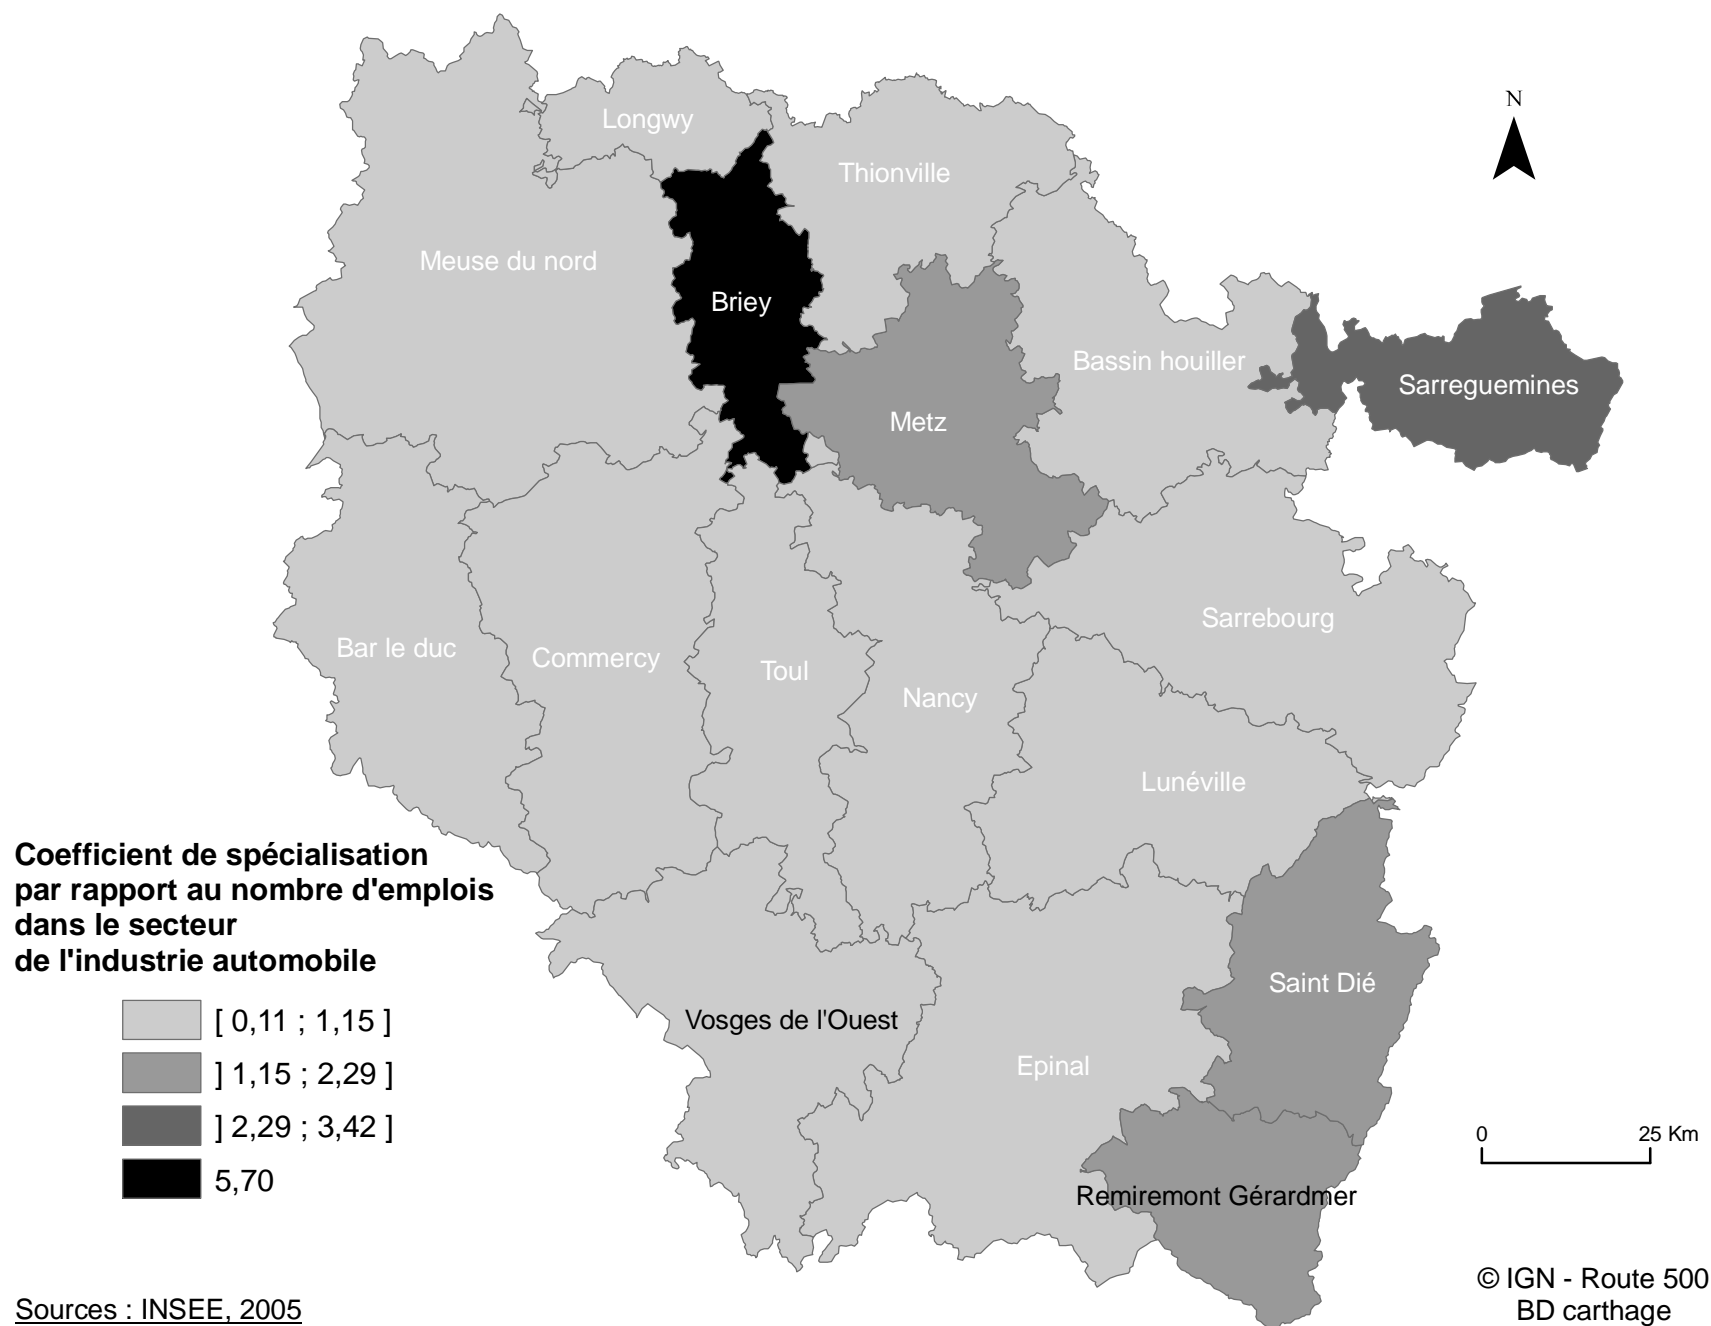 N
Longwy
Thionville
Meuse du nord
Briey
Bassin houiller
Sarreguemines
Metz
Sarrebourg
Bar le duc
Commercy
Toul
Nancy
Lunéville
Coefficient de spécialisation
par rapport au nombre d'emplois
dans le secteur
de l'industrie automobile
[ 0,11 ; 1,15 ]
] 1,15 ; 2,29 ]
] 2,29 ; 3,42 ]
5,70
Saint Dié
Vosges de l'Ouest
Epinal
Remiremont Gérardmer
0 25 Km
Sources : INSEE, 2005
© IGN - Route 500
BD carthage